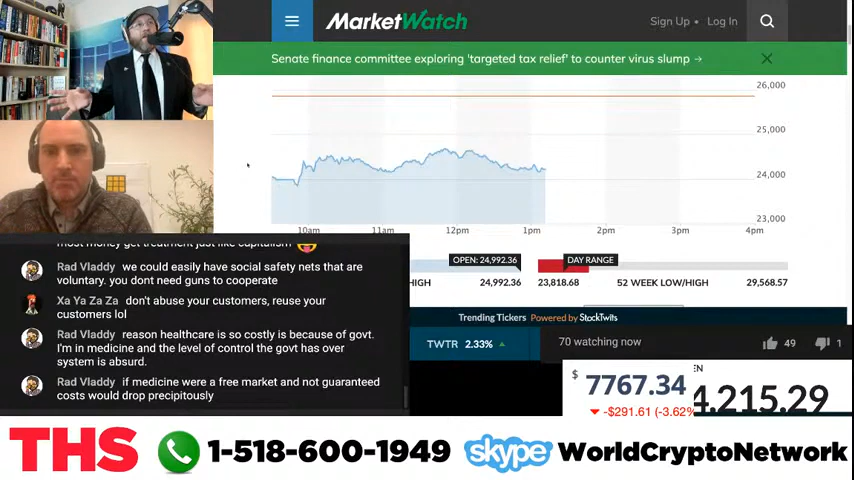 MarketWatch
Sign Up • Log In
Senate finance committee exploring 'targeted tax relief' to counter virus slump →
26,000
25,000
24,000
23,000
10am 11am 12pm 1pm 2pm 3pm 4pm
most money get treatment just like capitalism
Rad Vladdy we could easily have social safety nets that are
voluntary. you dont need guns to cooperate
Xa Ya Za Za don't abuse your customers, reuse your
customers lol
Rad Vladdy reason healthcare is so costly is because of govt.
I'm in medicine and the level of control the govt has over
system is absurd.
Rad Vladdy if medicine were a free market and not guaranteed
costs would drop precipitously
OPEN: 24,992.36
DAY RANGE
HIGH 24,992.36 23,818.68 52 WEEK LOW/HIGH 29,568.57
Trending Tickers Powered by StockTwits
TWTR 2.33%
70 watching now 49 1
$ 7767.34
-$291.61 (-3.62%
EN
4,215.29
THS 1-518-600-1949 skype WorldCryptoNetwork